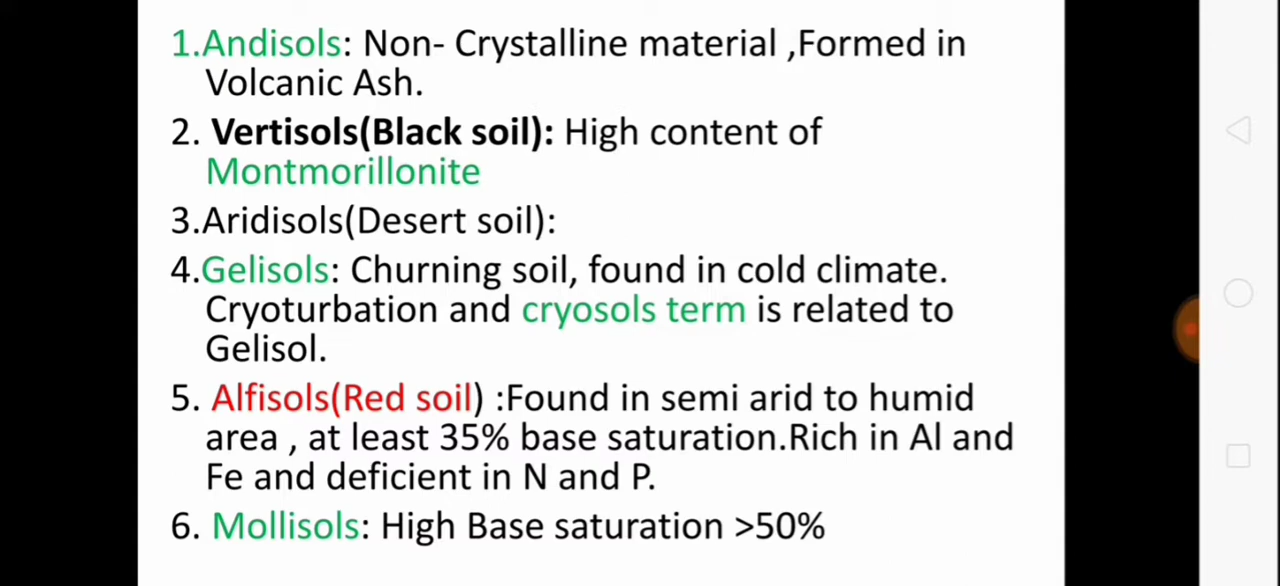 1.Andisols: Non- Crystalline material ,Formed in
Volcanic Ash.
2. Vertisols(Black soil): High content of
Montmorillonite
3.Aridisols(Desert soil):
4.Gelisols: Churning soil, found in cold climate.
Cryoturbation and cryosols term is related to
Gelisol.
5. Alfisols(Red soil) :Found in semi arid to humid
area , at least 35% base saturation.Rich in Al and
Fe and deficient in N and P.
6. Mollisols: High Base saturation >50%